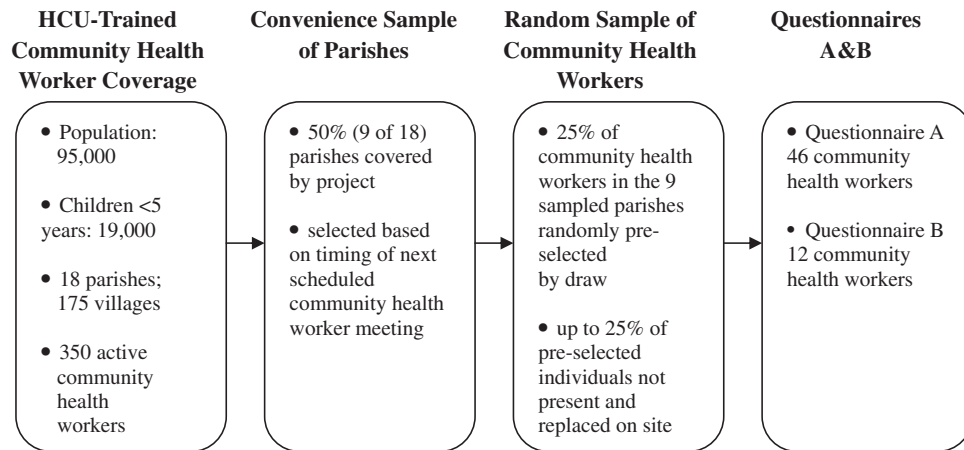 HCU-Trained
Community Health
Worker Coverage
• Population:
95,000
• Children <5
years: 19,000
• 18 parishes;
175 villages
• 350 active
community
health
workers
Convenience Sample
of Parishes
• 50% (9 of 18)
parishes covered
by project
• selected based
on timing of next
scheduled
community health
worker meeting
Random Sample of
Community Health
Workers
• 25% of
community health
workers in the 9
sampled parishes
randomly pre-
selected
by draw
• up to 25% of
pre-selected
individuals not
present and
replaced on site
Questionnaires
A&B
• Questionnaire A
46 community
health workers
• Questionnaire B
12 community
health workers